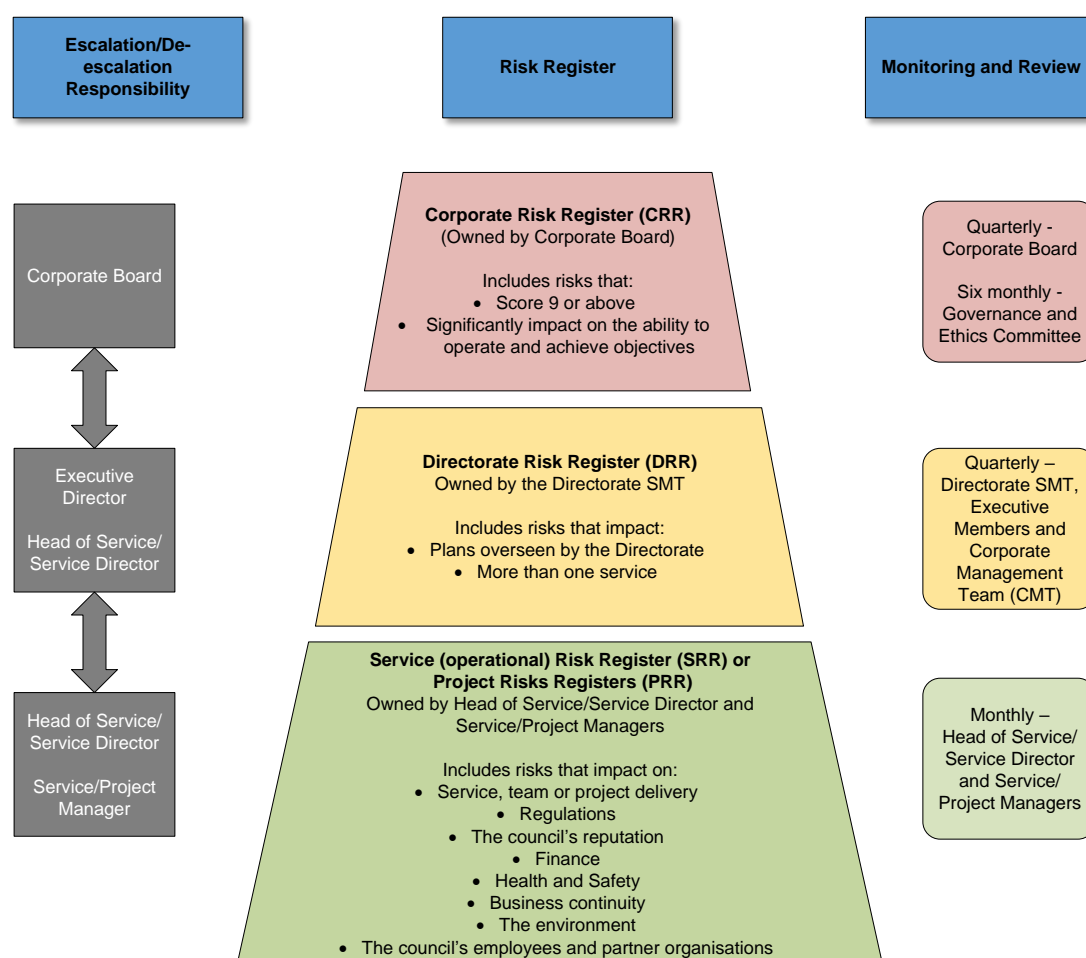 Escalation/De-
escalation
Responsibility
Risk Register
Monitoring and Review
Corporate Board
Corporate Risk Register (CRR)
(Owned by Corporate Board)
Includes risks that:
• Score 9 or above
• Significantly impact on the ability to
operate and achieve objectives
Quarterly -
Corporate Board
Six monthly -
Governance and
Ethics Committee
Executive
Director
Head of Service/
Service Director
Directorate Risk Register (DRR)
Owned by the Directorate SMT
Includes risks that impact:
• Plans overseen by the Directorate
• More than one service
Quarterly –
Directorate SMT,
Executive
Members and
Corporate
Management
Team (CMT)
Head of Service/
Service Director
Service/Project
Manager
Service (operational) Risk Register (SRR) or
Project Risks Registers (PRR)
Owned by Head of Service/Service Director and
Service/Project Managers
Includes risks that impact on:
• Service, team or project delivery
• Regulations
• The council’s reputation
• Finance
• Health and Safety
• Business continuity
• The environment
• The council’s employees and partner organisations
Monthly –
Head of Service/
Service Director
and Service/
Project Managers